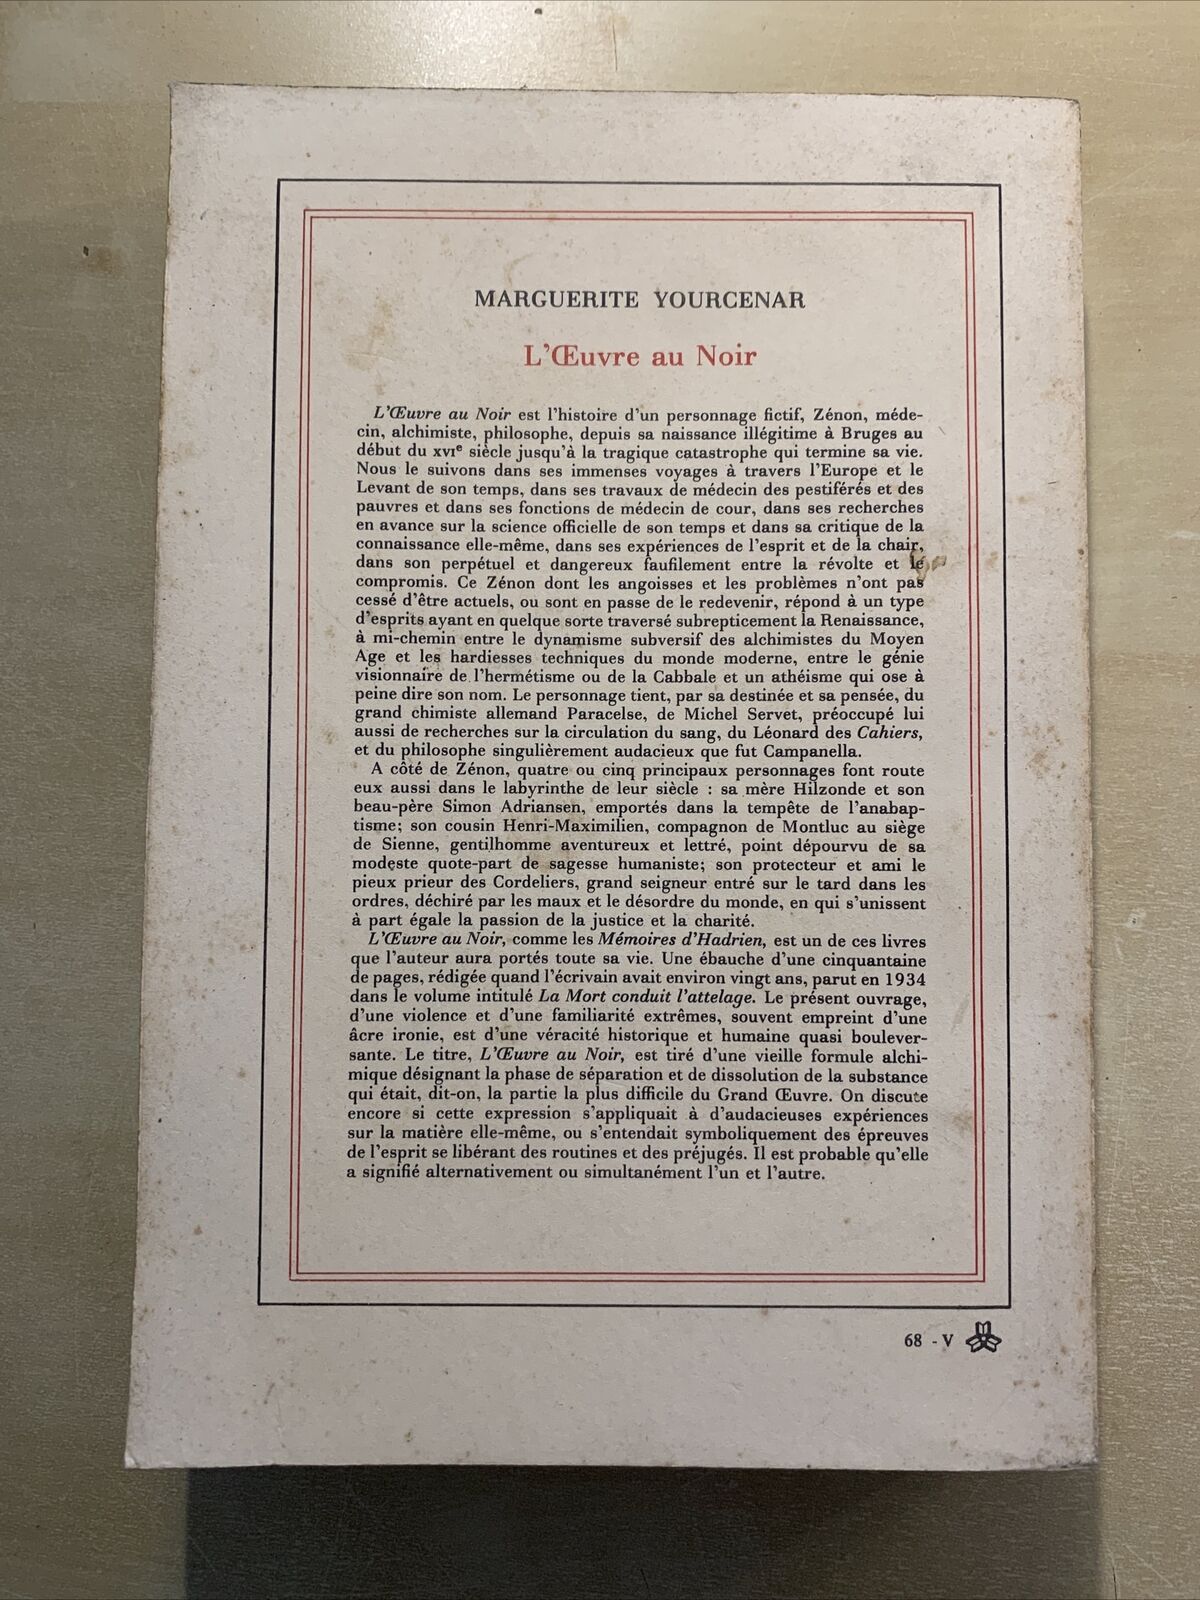 MARGUERITE YOURCENAR
L'Œuvre au Noir
L'Œuvre au Noir est l'histoire d'un personnage fictif, Zénon, méde-
cin, alchimiste, philosophe, depuis sa naissance illégitime à Bruges au
début du XVIe siècle jusqu'à la tragique catastrophe qui termine sa vie.
Nous le suivons dans ses immenses voyages à travers l'Europe et le
Levant de son temps, dans ses travaux de médecin des pestiférés et des
pauvres et dans ses fonctions de médecin de cour, dans ses recherches
en avance sur la science officielle de son temps et dans sa critique de la
connaissance elle-même, dans ses expériences de l'esprit et de la chair,
dans son perpétuel et dangereux faufilement entre la révolte et le
compromis. Ce Zénon dont les angoisses et les problèmes n'ont pas
cessé d'être actuels, ou sont en passe de le redevenir, répond à un type
d'esprits ayant en quelque sorte traversé subrepticement la Renaissance,
à mi-chemin entre le dynamisme subversif des alchimistes du Moyen
Age et les hardiesses techniques du monde moderne, entre le génie
visionnaire de l'hermétisme ou de la Cabbale et un athéisme qui ose à
peine dire son nom. Le personnage tient, par sa destinée et sa pensée, du
grand chimiste allemand Paracelse, de Michel Servet, préoccupé lui
aussi de recherches sur la circulation du sang, du Léonard des Cahiers,
et du philosophe singulièrement audacieux que fut Campanella.
A côté de Zénon, quatre ou cinq principaux personnages font route
eux aussi dans le labyrinthe de leur siècle : sa mère Hilzonde et son
beau-père Simon Adriansen, emportés dans la tempête de l'anabap-
tisme; son cousin Henri-Maximilien, compagnon de Montluc au siège
de Sienne, gentilhomme aventureux et lettré, point dépourvu de sa
modeste quote-part de sagesse humaniste; son protecteur et ami le
pieux prieur des Cordeliers, grand seigneur entré sur le tard dans les
ordres, déchiré par les maux et le désordre du monde, en qui s'unissent
à part égale la passion de la justice et la charité.
L'Œuvre au Noir, comme les Mémoires d'Hadrien, est un de ces livres
que l'auteur aura portés toute sa vie. Une ébauche d'une cinquantaine
de pages, rédigée quand l'écrivain avait environ vingt ans, parut en 1934
dans le volume intitulé La Mort conduit l'attelage. Le présent ouvrage,
d'une violence et d'une familiarité extrêmes, souvent empreint d'une
âcre ironie, est d'une véracité historique et humaine quasi boulever-
sante. Le titre, L'Œuvre au Noir, est tiré d'une vieille formule alchi-
mique désignant la phase de séparation et de dissolution de la substance
qui était, dit-on, la partie la plus difficile du Grand Œuvre. On discute
encore si cette expression s'appliquait à d'audacieuses expériences
sur la matière elle-même, ou s'entendait symboliquement des épreuves
de l'esprit se libérant des routines et des préjugés. Il est probable qu'elle
a signifié alternativement ou simultanément l'un et l'autre.
68 - V